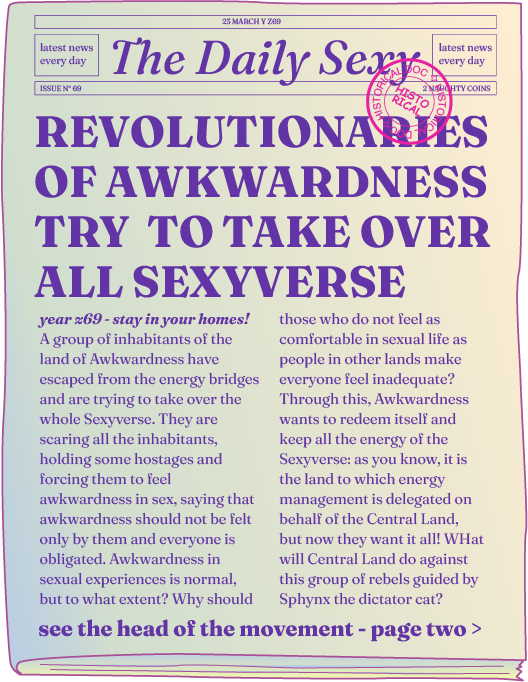 23 MARCH Y Z69
latest news
every day
The Daily Sexy
latest news
every day
ISSUE N° 69
2 NAUGHTY COINS
HISTORICAL DOC
HISTORICAL DOC
HISTO
RICAL
REVOLUTIONARIES
OF AWKWARDNESS
TRY TO TAKE OVER
ALL SEXYVERSE
year z69 - stay in your homes!
A group of inhabitants of the
land of Awkwardness have
escaped from the energy bridges
and are trying to take over the
whole Sexyverse. They are
scaring all the inhabitants,
holding some hostages and
forcing them to feel
awkwardness in sex, saying that
awkwardness should not be felt
only by them and everyone is
obligated. Awkwardness in
sexual experiences is normal,
but to what extent? Why should
those who do not feel as
comfortable in sexual life as
people in other lands make
everyone feel inadequate?
Through this, Awkwardness
wants to redeem itself and
keep all the energy of the
Sexyverse: as you know, it is
the land to which energy
management is delegated on
behalf of the Central Land,
but now they want it all! WHat
will Central Land do against
this group of rebels guided by
Sphynx the dictator cat?
see the head of the movement - page two >